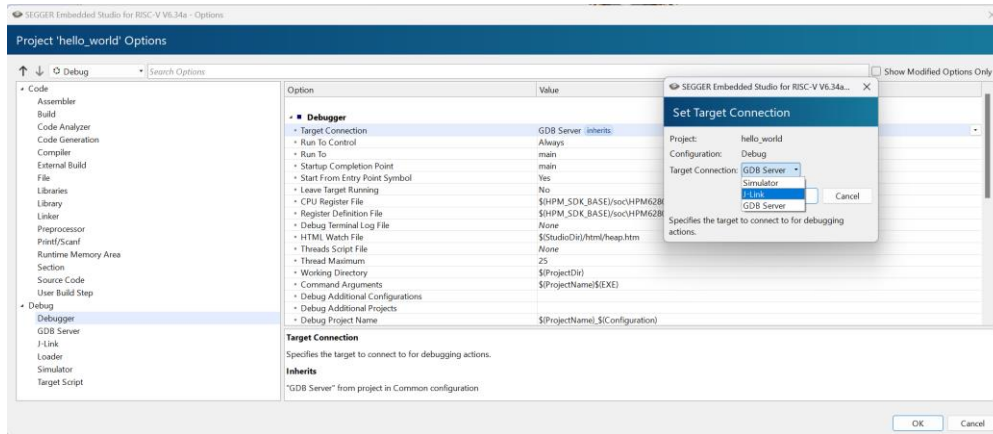 SEGGER Embedded Studio for RISC-V V6.34a - Options
Project 'hello_world' Options
Debug
Search Options
Show Modified Options Only
Code
Assembler
Build
Code Analyzer
Code Generation
Compiler
External Build
File
Libraries
Library
Linker
Preprocessor
Printf/Scanf
Runtime Memory Area
Section
Source Code
User Build Step
Debug
Debugger
GDB Server
J-Link
Loader
Simulator
Target Script
Option Value
Debugger
Target Connection GDB Server inherits
Run To Control Always
Run To main
Startup Completion Point main
Start From Entry Point Symbol Yes
Leave Target Running No
CPU Register File $(HPM_SDK_BASE)/soc\HPM6280
Register Definition File $(HPM_SDK_BASE)/soc\HPM6280
Debug Terminal Log File None
HTML Watch File $(StudioDir)/html/heap.htm
Threads Script File None
Thread Maximum 25
Working Directory $(ProjectDir)
Command Arguments $(ProjectName)$(EXE)
Debug Additional Configurations
Debug Additional Projects
Debug Project Name $(ProjectName)_$(Configuration)
Target Connection
Specifies the target to connect to for debugging actions.
Inherits
"GDB Server" from project in Common configuration
SEGGER Embedded Studio for RISC-V V6.34a...
Set Target Connection
Project: hello_world
Configuration: Debug
Target Connection: GDB Server
Simulator
J-Link
GDB Server
Cancel
Specifies the target to connect to for debugging
actions.
OK Cancel